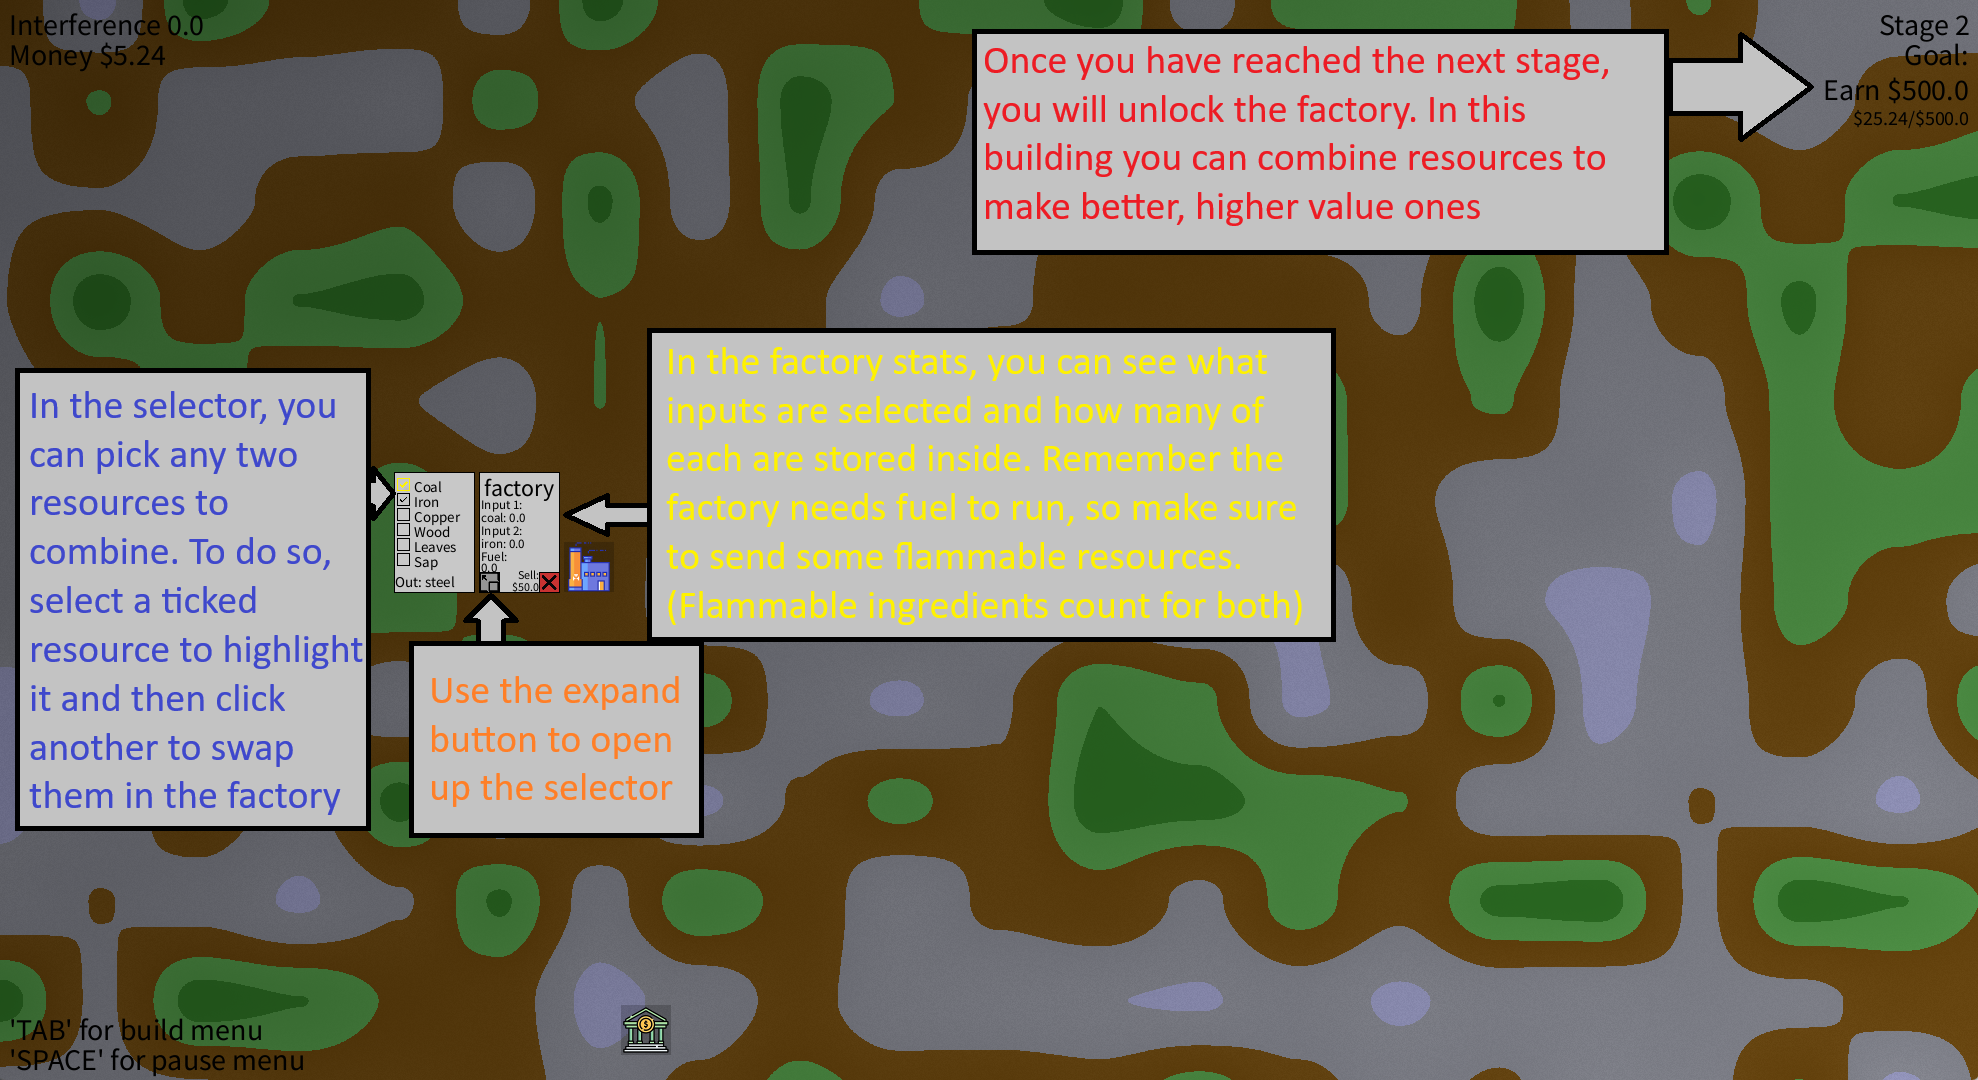 Interference 0.0
Money $5.24
Stage 2
Goal:
Earn $500.0
$25.24/$500.0
Once you have reached the next stage,
you will unlock the factory. In this
building you can combine resources to
make better, higher value ones
In the factory stats, you can see what
inputs are selected and how many of
each are stored inside. Remember the
factory needs fuel to run, so make sure
to send some flammable resources.
(Flammable ingredients count for both)
In the selector, you
can pick any two
resources to
combine. To do so,
select a ticked
resource to highlight
it and then click
another to swap
them in the factory
Coal
Iron
Copper
Wood
Leaves
Sap
Out: steel
factory
Input 1:
coal: 0.0
Input 2:
iron: 0.0
Fuel:
0.0
Sell:
$50.0
Use the expand
button to open
up the selector
'TAB' for build menu
'SPACE' for pause menu